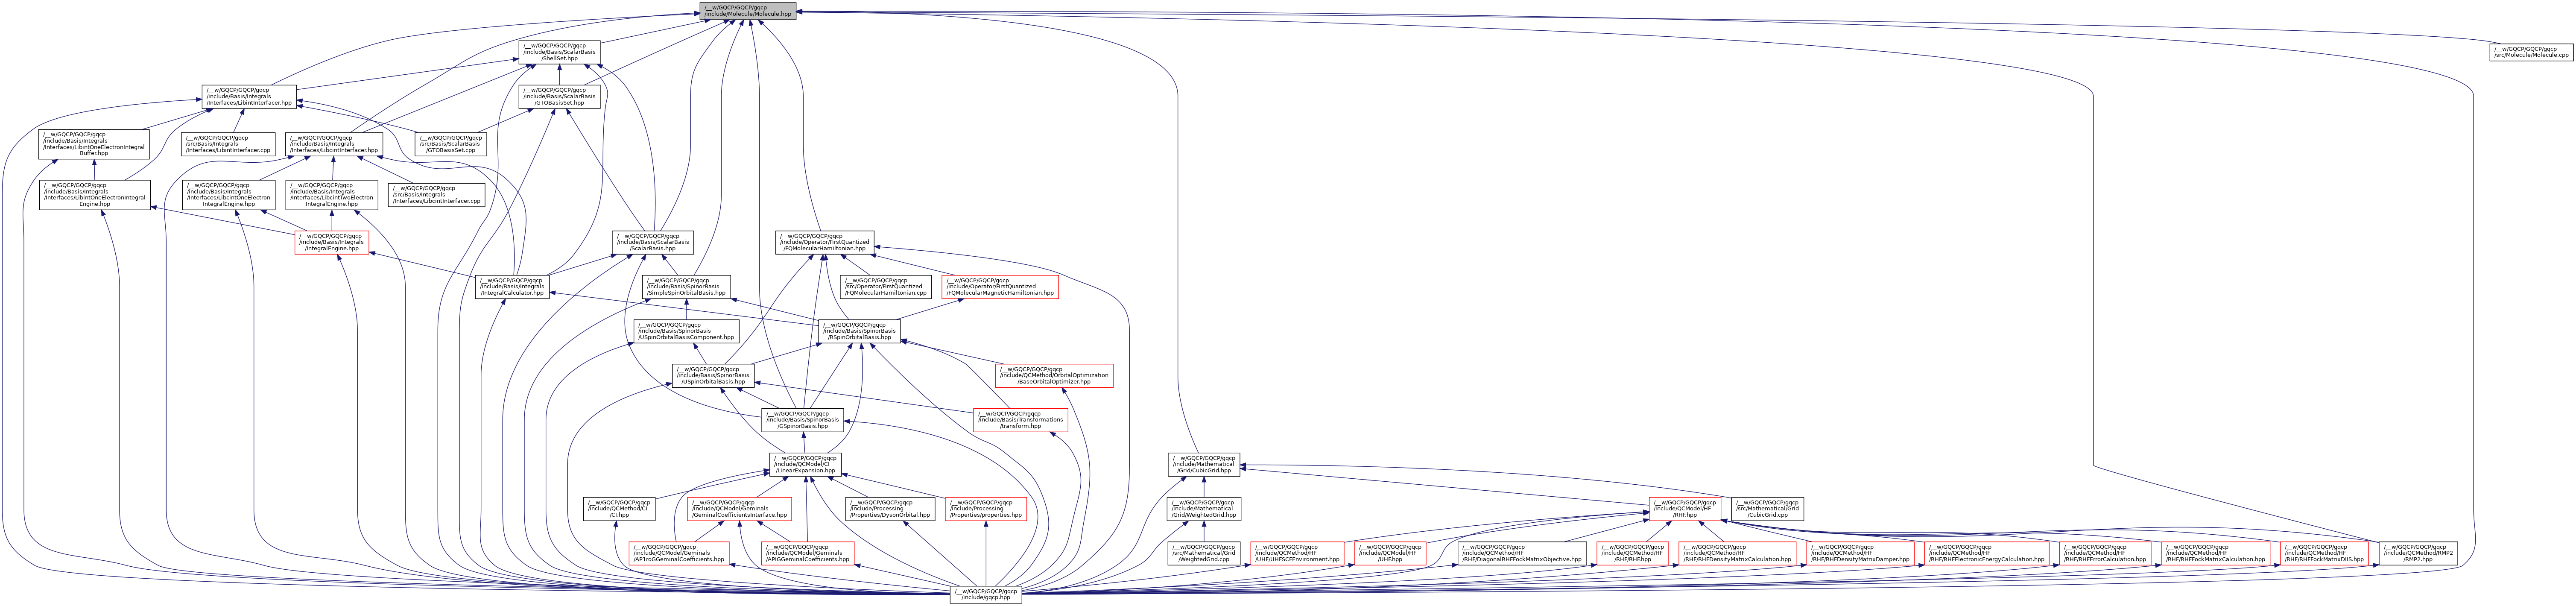 /__w/GQCP/GQCP/gqcp
/include/Molecule/Molecule.hpp
/__w/GQCP/GQCP/gqcp
/include/Basis/ScalarBasis
/ShellSet.hpp
/__w/GQCP/GQCP/gqcp
/src/Molecule/Molecule.cpp
/__w/GQCP/GQCP/gqcp
/include/Basis/Integrals
/Interfaces/LibintInterfacer.hpp
/__w/GQCP/GQCP/gqcp
/include/Basis/ScalarBasis
/GTOBasisSet.hpp
/__w/GQCP/GQCP/gqcp
/include/Basis/Integrals
/Interfaces/LibintOneElectronIntegral
Buffer.hpp
/__w/GQCP/GQCP/gqcp
/src/Basis/Integrals
/Interfaces/LibintInterfacer.cpp
/__w/GQCP/GQCP/gqcp
/include/Basis/Integrals
/Interfaces/LibcintInterfacer.hpp
/__w/GQCP/GQCP/gqcp
/src/Basis/ScalarBasis
/GTOBasisSet.cpp
/__w/GQCP/GQCP/gqcp
/include/Basis/Integrals
/Interfaces/LibintOneElectronIntegral
Engine.hpp
/__w/GQCP/GQCP/gqcp
/include/Basis/Integrals
/Interfaces/LibcintOneElectron
IntegralEngine.hpp
/__w/GQCP/GQCP/gqcp
/include/Basis/Integrals
/Interfaces/LibcintTwoElectron
IntegralEngine.hpp
/__w/GQCP/GQCP/gqcp
/src/Basis/Integrals
/Interfaces/LibcintInterfacer.cpp
/__w/GQCP/GQCP/gqcp
/include/Basis/Integrals
/IntegralEngine.hpp
/__w/GQCP/GQCP/gqcp
/include/Basis/ScalarBasis
/ScalarBasis.hpp
/__w/GQCP/GQCP/gqcp
/include/Operator/FirstQuantized
/FQMolecularHamiltonian.hpp
/__w/GQCP/GQCP/gqcp
/include/Basis/Integrals
/IntegralCalculator.hpp
/__w/GQCP/GQCP/gqcp
/include/Basis/SpinorBasis
/SimpleSpinOrbitalBasis.hpp
/__w/GQCP/GQCP/gqcp
/src/Operator/FirstQuantized
/FQMolecularHamiltonian.cpp
/__w/GQCP/GQCP/gqcp
/include/Operator/FirstQuantized
/FQMolecularMagneticHamiltonian.hpp
/__w/GQCP/GQCP/gqcp
/include/Basis/SpinorBasis
/USpinOrbitalBasisComponent.hpp
/__w/GQCP/GQCP/gqcp
/include/Basis/SpinorBasis
/RSpinOrbitalBasis.hpp
/__w/GQCP/GQCP/gqcp
/include/Basis/SpinorBasis
/USpinOrbitalBasis.hpp
/__w/GQCP/GQCP/gqcp
/include/QCMethod/OrbitalOptimization
/BaseOrbitalOptimizer.hpp
/__w/GQCP/GQCP/gqcp
/include/Basis/SpinorBasis
/GSpinorBasis.hpp
/__w/GQCP/GQCP/gqcp
/include/Basis/Transformations
/transform.hpp
/__w/GQCP/GQCP/gqcp
/include/QCModel/CI
/LinearExpansion.hpp
/__w/GQCP/GQCP/gqcp
/include/Mathematical
/Grid/CubicGrid.hpp
/__w/GQCP/GQCP/gqcp
/include/QCMethod/CI
/CI.hpp
/__w/GQCP/GQCP/gqcp
/include/QCModel/Geminals
/GeminalCoefficientsInterface.hpp
/__w/GQCP/GQCP/gqcp
/include/Processing
/Properties/DysonOrbital.hpp
/__w/GQCP/GQCP/gqcp
/include/Processing
/Properties/properties.hpp
/__w/GQCP/GQCP/gqcp
/include/Mathematical
/Grid/WeightedGrid.hpp
/__w/GQCP/GQCP/gqcp
/include/QCModel/HF
/RHF.hpp
/__w/GQCP/GQCP/gqcp
/src/Mathematical/Grid
/CubicGrid.cpp
/__w/GQCP/GQCP/gqcp
/include/QCModel/Geminals
/AP1roGGeminalCoefficients.hpp
/__w/GQCP/GQCP/gqcp
/include/QCModel/Geminals
/APIGGeminalCoefficients.hpp
/__w/GQCP/GQCP/gqcp
/src/Mathematical/Grid
/WeightedGrid.cpp
/__w/GQCP/GQCP/gqcp
/include/QCMethod/HF
/UHF/UHFSCFEnvironment.hpp
/__w/GQCP/GQCP/gqcp
/include/QCModel/HF
/UHF.hpp
/__w/GQCP/GQCP/gqcp
/include/QCMethod/HF
/RHF/DiagonalRHFFockMatrixObjective.hpp
/__w/GQCP/GQCP/gqcp
/include/QCMethod/HF
/RHF/RHF.hpp
/__w/GQCP/GQCP/gqcp
/include/QCMethod/HF
/RHF/RHFDensityMatrixCalculation.hpp
/__w/GQCP/GQCP/gqcp
/include/QCMethod/HF
/RHF/RHFDensityMatrixDamper.hpp
/__w/GQCP/GQCP/gqcp
/include/QCMethod/HF
/RHF/RHFElectronicEnergyCalculation.hpp
/__w/GQCP/GQCP/gqcp
/include/QCMethod/HF
/RHF/RHFErrorCalculation.hpp
/__w/GQCP/GQCP/gqcp
/include/QCMethod/HF
/RHF/RHFFockMatrixCalculation.hpp
/__w/GQCP/GQCP/gqcp
/include/QCMethod/HF
/RHF/RHFFockMatrixDIIS.hpp
/__w/GQCP/GQCP/gqcp
/include/QCMethod/RMP2
/RMP2.hpp
/__w/GQCP/GQCP/gqcp
/include/gqcp.hpp